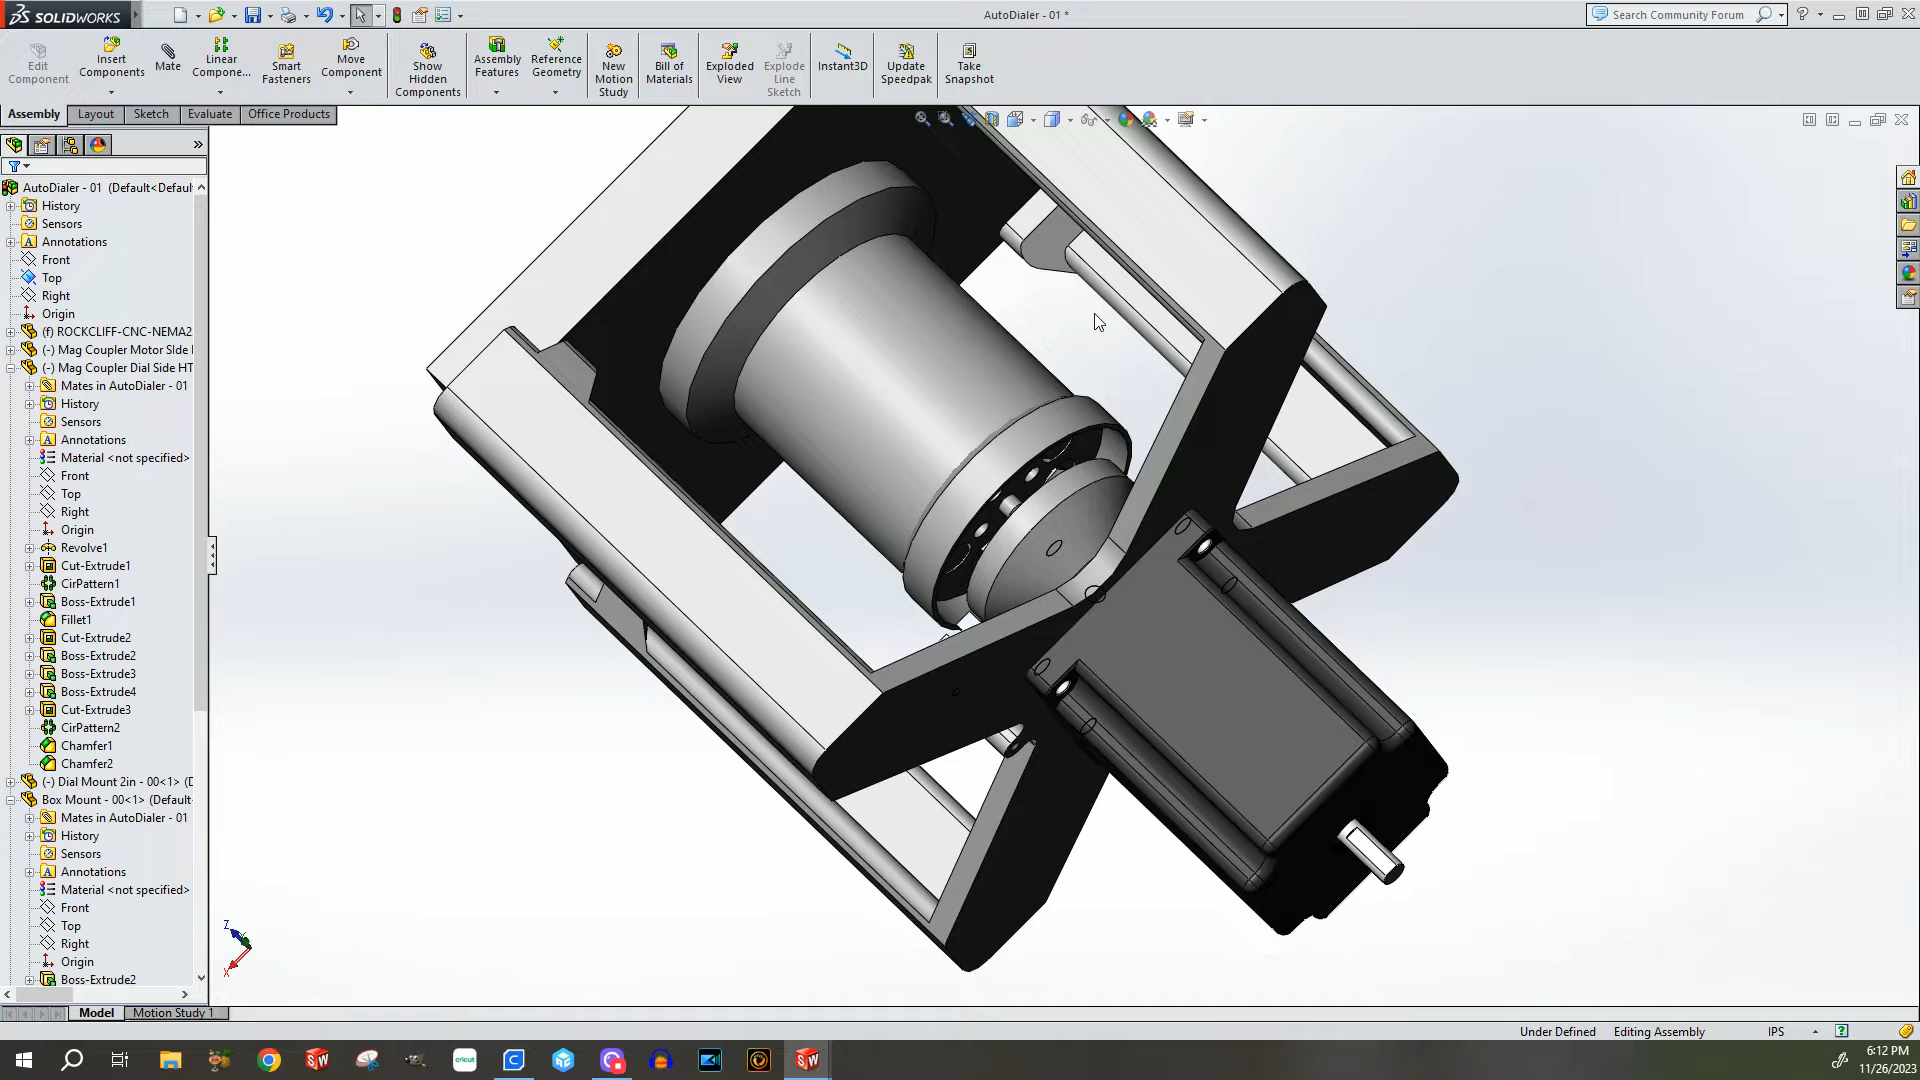 SOLIDWORKS
AutoDialer - 01 *
Search Community Forum
Edit Component
Insert Components
Mate
Linear Compone...
Smart Fasteners
Move Component
Show Hidden Components
Assembly Features
Reference Geometry
New Motion Study
Bill of Materials
Exploded View
Explode Line Sketch
Instant3D
Update Speedpak
Take Snapshot
Assembly
Layout
Sketch
Evaluate
Office Products
AutoDialer - 01 (Default<Defaul
History
Sensors
Annotations
Front
Top
Right
Origin
(f) ROCKCLIFF-CNC-NEMA2
(-) Mag Coupler Motor SIde
(-) Mag Coupler Dial Side HT
Mates in AutoDialer - 01
History
Sensors
Annotations
Material <not specified>
Front
Top
Right
Origin
Revolve1
Cut-Extrude1
CirPattern1
Boss-Extrude1
Fillet1
Cut-Extrude2
Boss-Extrude2
Boss-Extrude3
Boss-Extrude4
Cut-Extrude3
CirPattern2
Chamfer1
Chamfer2
(-) Dial Mount 2in - 00<1> (D
Box Mount - 00<1> (Default
Mates in AutoDialer - 01
History
Sensors
Annotations
Material <not specified>
Front
Top
Right
Origin
Boss-Extrude2
Z
X
Model
Motion Study 1
Under Defined
Editing Assembly
IPS
cricut
SW
SW
6:12 PM
11/26/2023